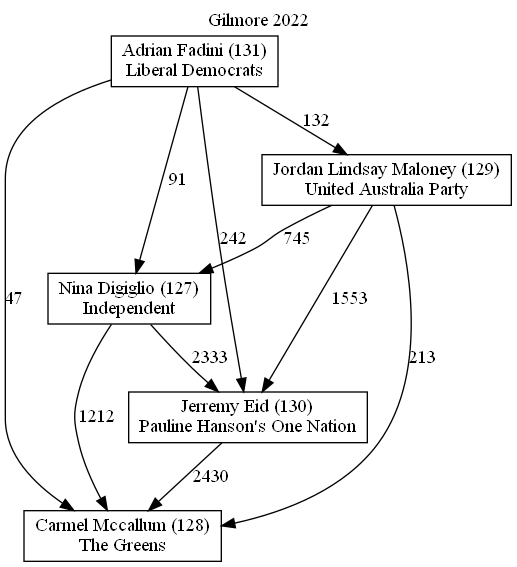 Gilmore 2022
Adrian Fadini (131)
Liberal Democrats
132
Jordan Lindsay Maloney (129)
United Australia Party
91
242
745
47
Nina Digiglio (127)
Independent
1553
213
2333
Jerremy Eid (130)
Pauline Hanson's One Nation
1212
2430
Carmel Mccallum (128)
The Greens